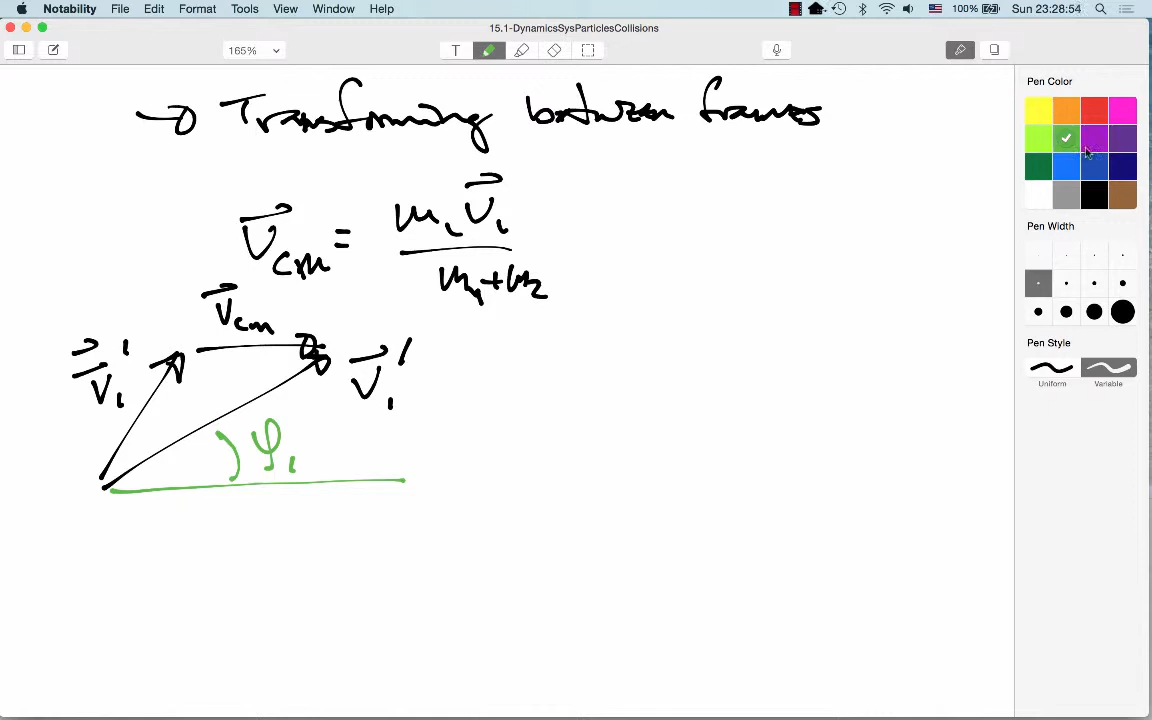 Notability File Edit Format Tools View Window Help 100% Sun 23:28:54
15.1-DynamicsSysParticlesCollisions
165% T
Pen Color
→ Transforming between frames
v⃗cm = m₁v⃗₁ / m₁+m₂
Pen Width
v⃗cm
v̄⃗₁' v⃗₁'
Pen Style
Uniform Variable
ψ₁